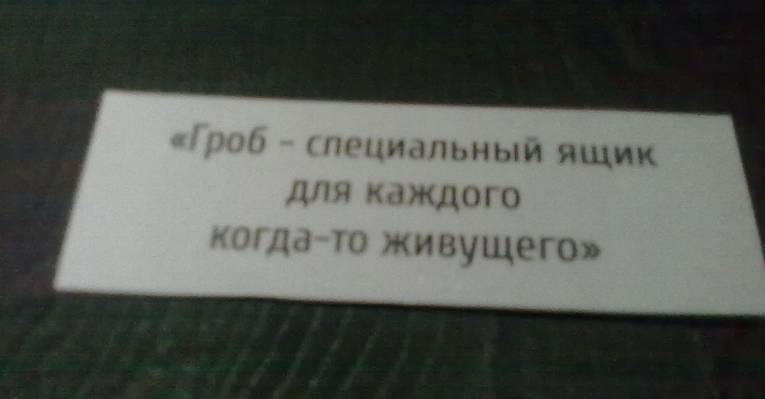 «Гроб – специальный ящик
для каждого
когда-то живущего»